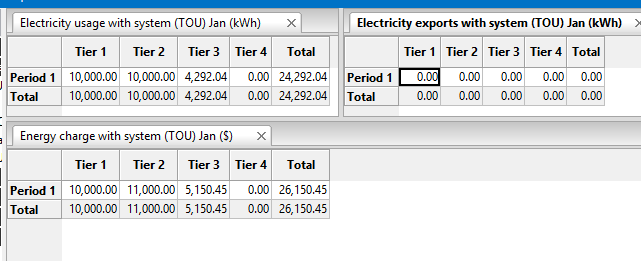 Electricity usage with system (TOU) Jan (kWh) ×
Tier 1 Tier 2 Tier 3 Tier 4 Total
Period 1 10,000.00 10,000.00 4,292.04 0.00 24,292.04
Total 10,000.00 10,000.00 4,292.04 0.00 24,292.04
Electricity exports with system (TOU) Jan (kWh) ×
Tier 1 Tier 2 Tier 3 Tier 4 Total
Period 1 0.00 0.00 0.00 0.00 0.00
Total 0.00 0.00 0.00 0.00 0.00
Energy charge with system (TOU) Jan ($) ×
Tier 1 Tier 2 Tier 3 Tier 4 Total
Period 1 10,000.00 11,000.00 5,150.45 0.00 26,150.45
Total 10,000.00 11,000.00 5,150.45 0.00 26,150.45